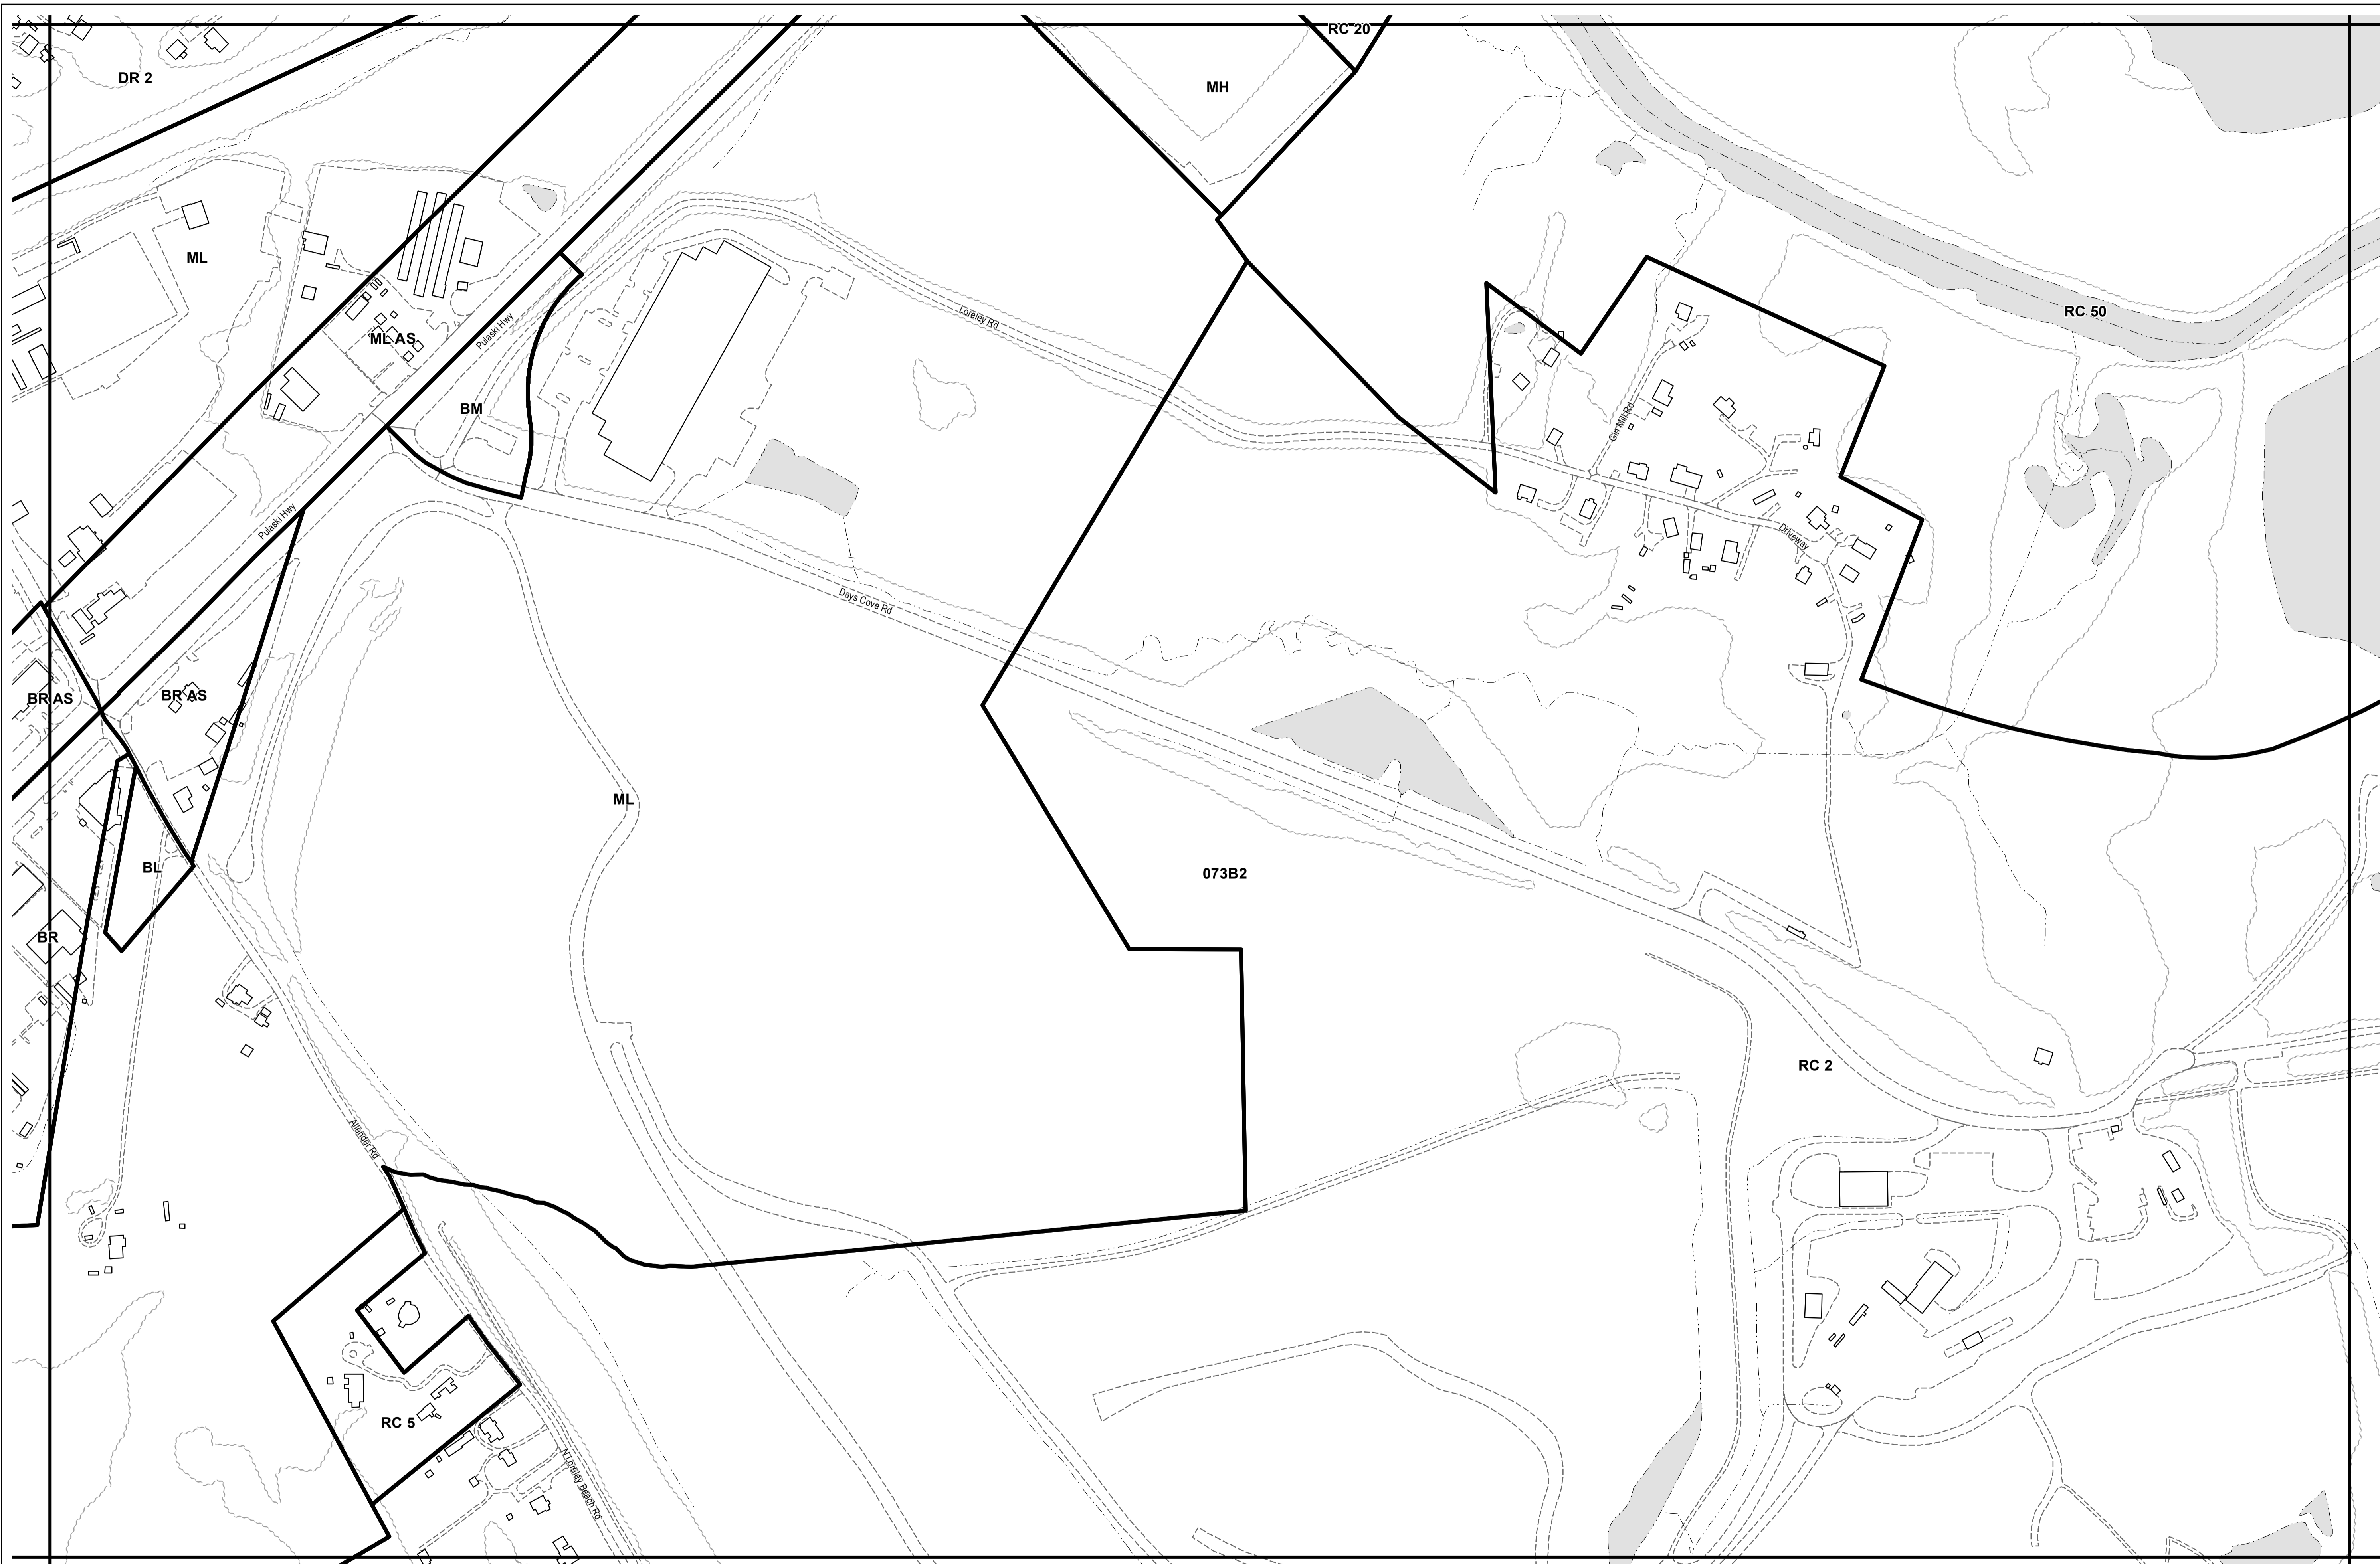 RC 20
DR 2
MH
ML
RC 50
Loreley Rd
Pulaski Hwy
ML AS
BM
Gin Mill Rd
Pulaski Hwy
Driveway
Days Cove Rd
BR AS
BR AS
ML
BL
073B2
BR
RC 2
Allender Rd
RC 5
N Loreley Beach Rd